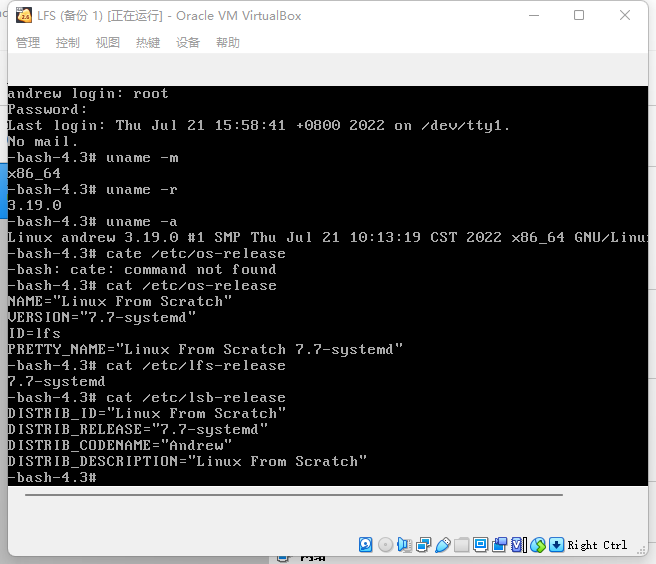 LFS (备份 1) [正在运行] - Oracle VM VirtualBox
管理 控制 视图 热键 设备 帮助
andrew login: root
Password:
Last login: Thu Jul 21 15:58:41 +0800 2022 on /dev/tty1.
No mail.
-bash-4.3# uname -m
x86_64
-bash-4.3# uname -r
3.19.0
-bash-4.3# uname -a
Linux andrew 3.19.0 #1 SMP Thu Jul 21 10:13:19 CST 2022 x86_64 GNU/Linu
-bash-4.3# cate /etc/os-release
-bash: cate: command not found
-bash-4.3# cat /etc/os-release
NAME="Linux From Scratch"
VERSION="7.7-systemd"
ID=lfs
PRETTY_NAME="Linux From Scratch 7.7-systemd"
-bash-4.3# cat /etc/lfs-release
7.7-systemd
-bash-4.3# cat /etc/lsb-release
DISTRIB_ID="Linux From Scratch"
DISTRIB_RELEASE="7.7-systemd"
DISTRIB_CODENAME="Andrew"
DISTRIB_DESCRIPTION="Linux From Scratch"
-bash-4.3#
Right Ctrl